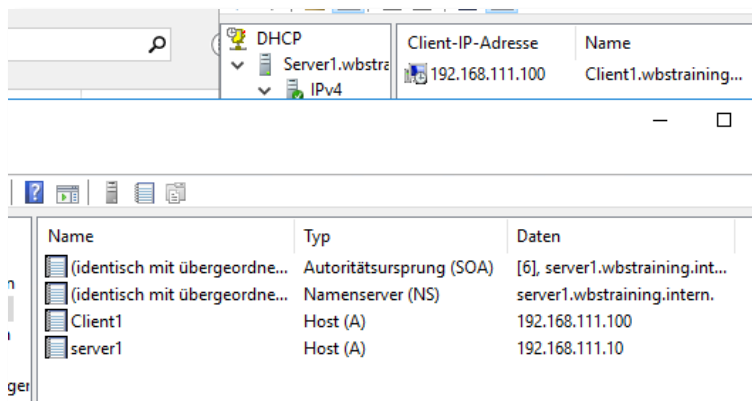 DHCP
Server1.wbstra
IPv4
Client-IP-Adresse Name
192.168.111.100 Client1.wbstraining...
Name Typ Daten
(identisch mit übergeordne... Autoritätsursprung (SOA) [6], server1.wbstraining.int...
(identisch mit übergeordne... Namenserver (NS) server1.wbstraining.intern.
Client1 Host (A) 192.168.111.100
server1 Host (A) 192.168.111.10
n
ger